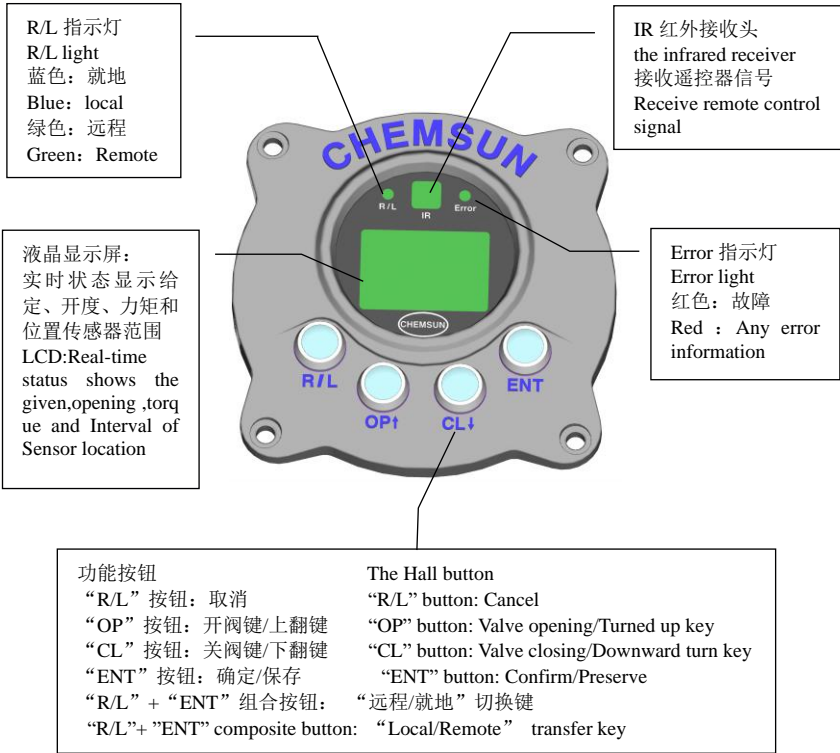 R/L 指示灯
R/L light
蓝色：就地
Blue：local
绿色：远程
Green：Remote
IR 红外接收头
the infrared receiver
接收遥控器信号
Receive remote control
signal
CHEMSUN
R/L
IR
Error
CHEMSUN
R/L
OP↑
CL↓
ENT
液晶显示屏：
实时状态显示给
定、开度、力矩和
位置传感器范围
LCD:Real-time
status shows the
given,opening ,torq
ue and Interval of
Sensor location
Error 指示灯
Error light
红色：故障
Red ：Any error
information
功能按钮 The Hall button
“R/L”按钮：取消 “R/L” button: Cancel
“OP”按钮：开阀键/上翻键 “OP” button: Valve opening/Turned up key
“CL”按钮：关阀键/下翻键 “CL” button: Valve closing/Downward turn key
“ENT”按钮：确定/保存 “ENT” button: Confirm/Preserve
“R/L”+“ENT”组合按钮： “远程/就地”切换键
“R/L”+ ”ENT” composite button: “Local/Remote” transfer key